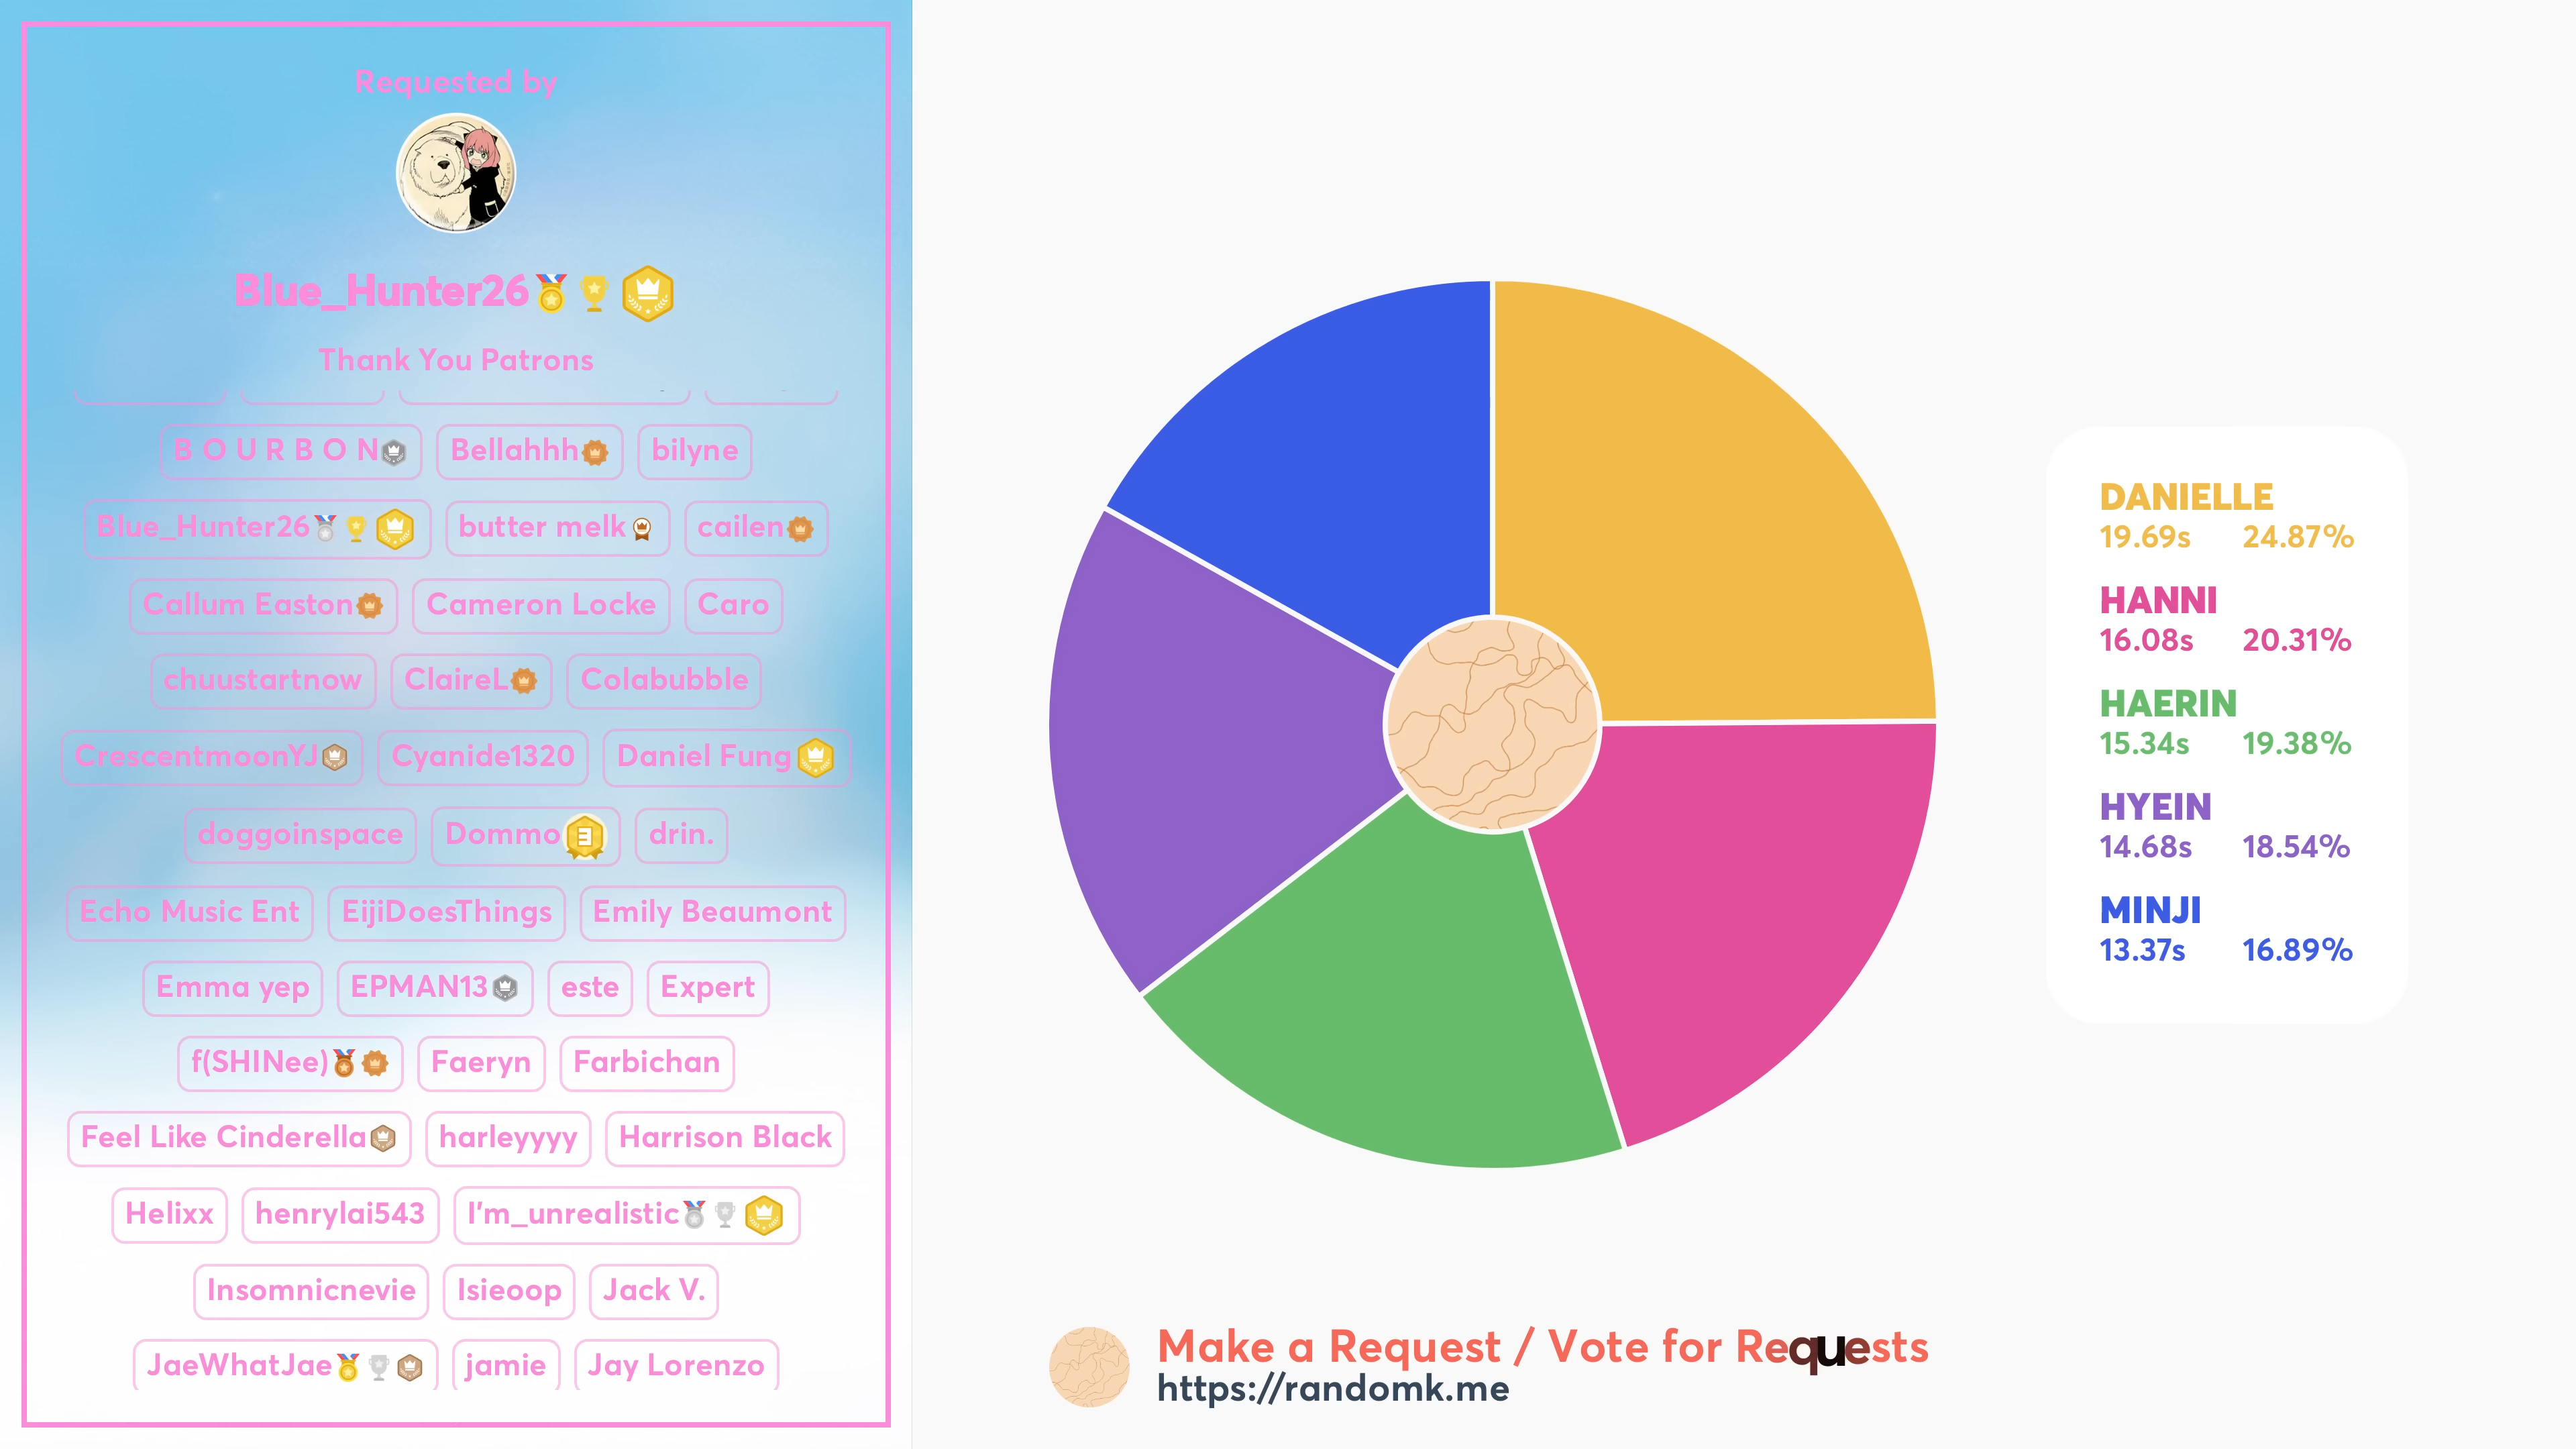 Requested by
Blue_Hunter26
Thank You Patrons
B O U R B O N Bellahhh bilyne
Blue_Hunter26 butter melk cailen
Callum Easton Cameron Locke Caro
chuustartnow ClaireL Colabubble
CrescentmoonYJ Cyanide1320 Daniel Fung
doggoinspace Dommo drin.
Echo Music Ent EijiDoesThings Emily Beaumont
Emma yep EPMAN13 este Expert
f(SHINee) Faeryn Farbichan
Feel Like Cinderella harleyyyy Harrison Black
Helixx henrylai543 I'm_unrealistic
Insomnicnevie Isieoop Jack V.
JaeWhatJae jamie Jay Lorenzo
DANIELLE
19.69s 24.87%
HANNI
16.08s 20.31%
HAERIN
15.34s 19.38%
HYEIN
14.68s 18.54%
MINJI
13.37s 16.89%
Make a Request / Vote for Requests
https://randomk.me